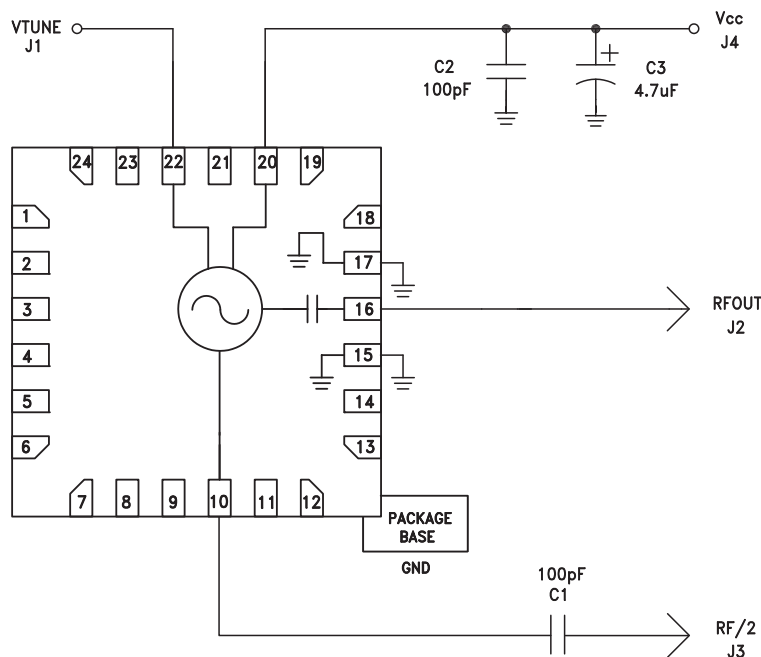 VTUNE
J1
Vcc
J4
C2
100pF
+
C3
4.7uF
24 23 22 21 20 19
1
2
3
4
5
6
18
17
16
15
14
13
RFOUT
J2
7 8 9 10 11 12
PACKAGE
BASE
GND
100pF
C1
RF/2
J3